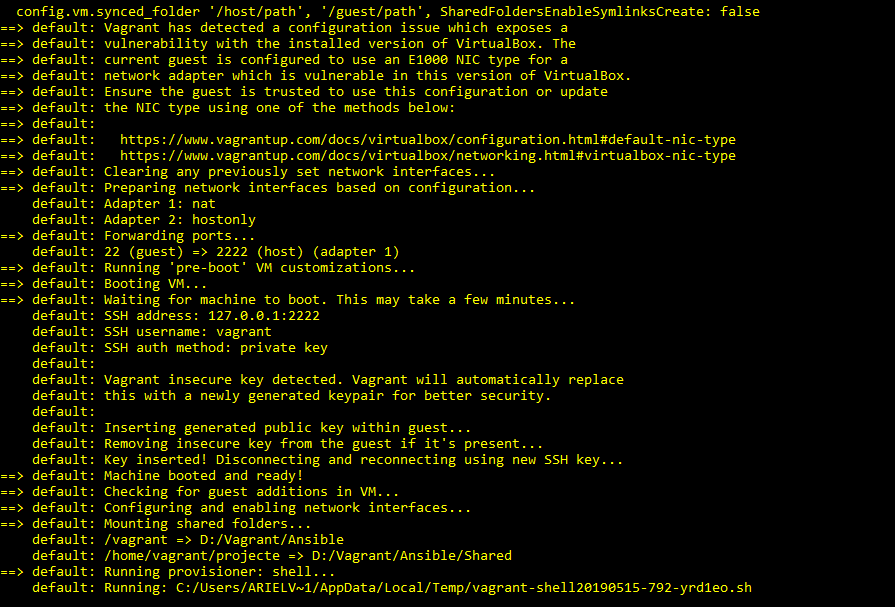 config.vm.synced_folder '/host/path', '/guest/path', SharedFoldersEnableSymlinksCreate: false
==> default: Vagrant has detected a configuration issue which exposes a
==> default: vulnerability with the installed version of VirtualBox. The
==> default: current guest is configured to use an E1000 NIC type for a
==> default: network adapter which is vulnerable in this version of VirtualBox.
==> default: Ensure the guest is trusted to use this configuration or update
==> default: the NIC type using one of the methods below:
==> default:
==> default:   https://www.vagrantup.com/docs/virtualbox/configuration.html#default-nic-type
==> default:   https://www.vagrantup.com/docs/virtualbox/networking.html#virtualbox-nic-type
==> default: Clearing any previously set network interfaces...
==> default: Preparing network interfaces based on configuration...
    default: Adapter 1: nat
    default: Adapter 2: hostonly
==> default: Forwarding ports...
    default: 22 (guest) => 2222 (host) (adapter 1)
==> default: Running 'pre-boot' VM customizations...
==> default: Booting VM...
==> default: Waiting for machine to boot. This may take a few minutes...
    default: SSH address: 127.0.0.1:2222
    default: SSH username: vagrant
    default: SSH auth method: private key
    default:
    default: Vagrant insecure key detected. Vagrant will automatically replace
    default: this with a newly generated keypair for better security.
    default:
    default: Inserting generated public key within guest...
    default: Removing insecure key from the guest if it's present...
    default: Key inserted! Disconnecting and reconnecting using new SSH key...
==> default: Machine booted and ready!
==> default: Checking for guest additions in VM...
==> default: Configuring and enabling network interfaces...
==> default: Mounting shared folders...
    default: /vagrant => D:/Vagrant/Ansible
    default: /home/vagrant/projecte => D:/Vagrant/Ansible/Shared
==> default: Running provisioner: shell...
    default: Running: C:/Users/ARIELV~1/AppData/Local/Temp/vagrant-shell20190515-792-yrd1eo.sh